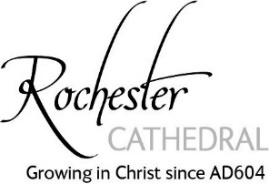 Rochester
CATHEDRAL
Growing in Christ since AD604